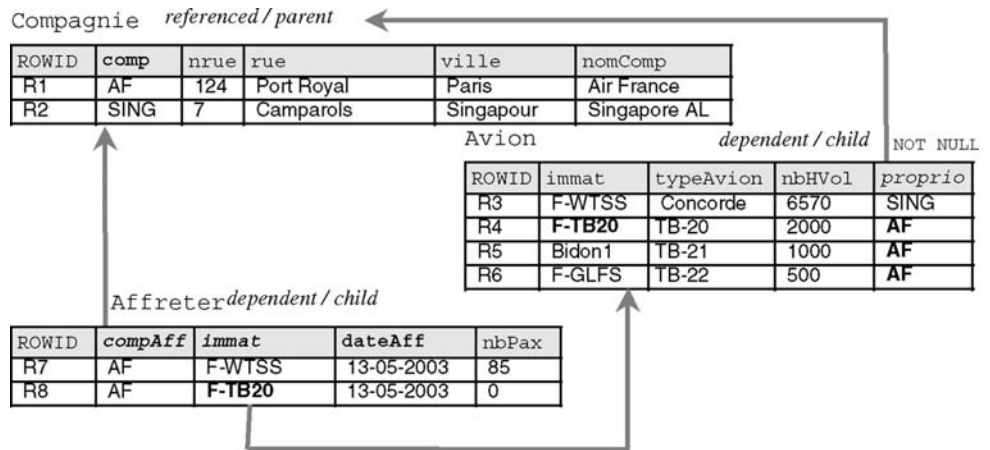 Compagnie referenced / parent
ROWID comp nrue rue ville nomComp
R1 AF 124 Port Royal Paris Air France
R2 SING 7 Camparols Singapour Singapore AL
Avion dependent / child NOT NULL
ROWID immat typeAvion nbHVol proprio
R3 F-WTSS Concorde 6570 SING
R4 F-TB20 TB-20 2000 AF
R5 Bidon1 TB-21 1000 AF
R6 F-GLFS TB-22 500 AF
Affreter dependent / child
ROWID compAff immat dateAff nbPax
R7 AF F-WTSS 13-05-2003 85
R8 AF F-TB20 13-05-2003 0